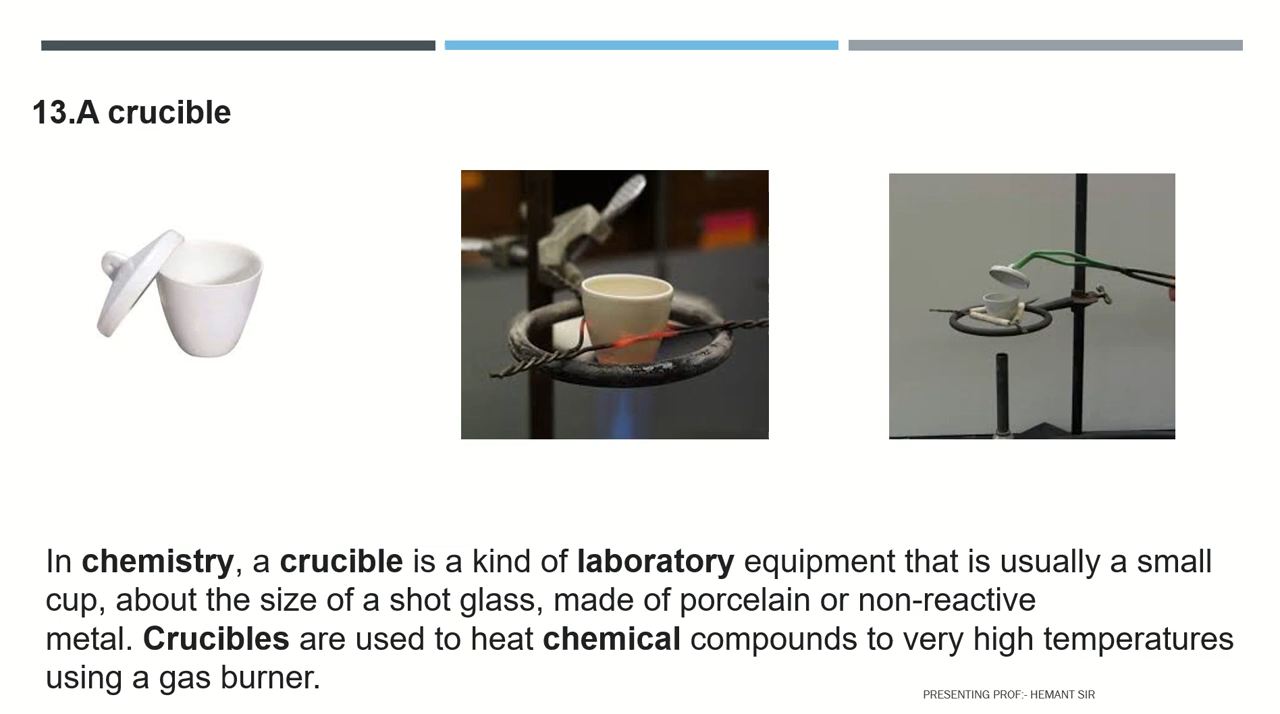 13.A crucible
In chemistry, a crucible is a kind of laboratory equipment that is usually a small
cup, about the size of a shot glass, made of porcelain or non-reactive
metal. Crucibles are used to heat chemical compounds to very high temperatures
using a gas burner.
PRESENTING PROF:- HEMANT SIR